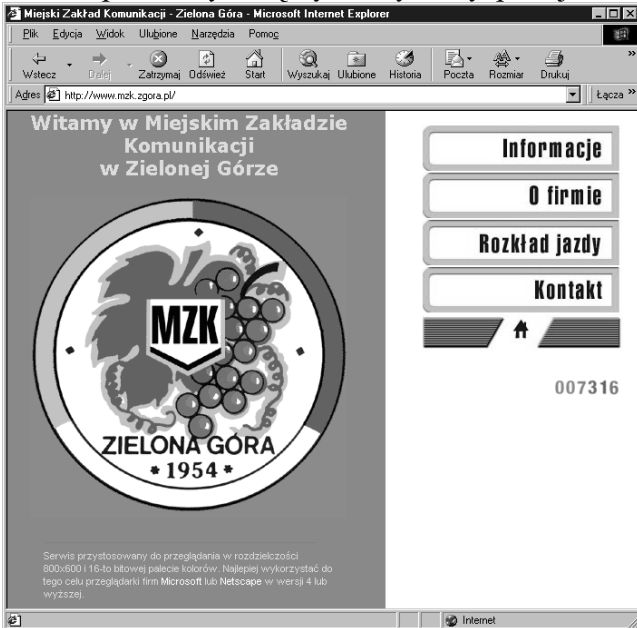 Miejski Zakład Komunikacji - Zielona Góra - Microsoft Internet Explorer
Plik Edycja Widok Ulubione Narzędzia Pomoc
Wstecz Dalej Zatrzymaj Odśwież Start Wyszukaj Ulubione Historia Poczta Rozmiar Drukuj »
Adres http://www.mzk.zgora.pl/ Łącza »
Witamy w Miejskim Zakładzie
Komunikacji
w Zielonej Górze
MZK
ZIELONA GÓRA
* 1954 *
Serwis przystosowany do przeglądania w rozdzielczości
800x600 i 16-to bitowej palecie kolorów. Najlepiej wykorzystać do
tego celu przeglądarki firm Microsoft lub Netscape w wersji 4 lub
wyższej.
Informacje
O firmie
Rozkład jazdy
Kontakt
007316
Internet